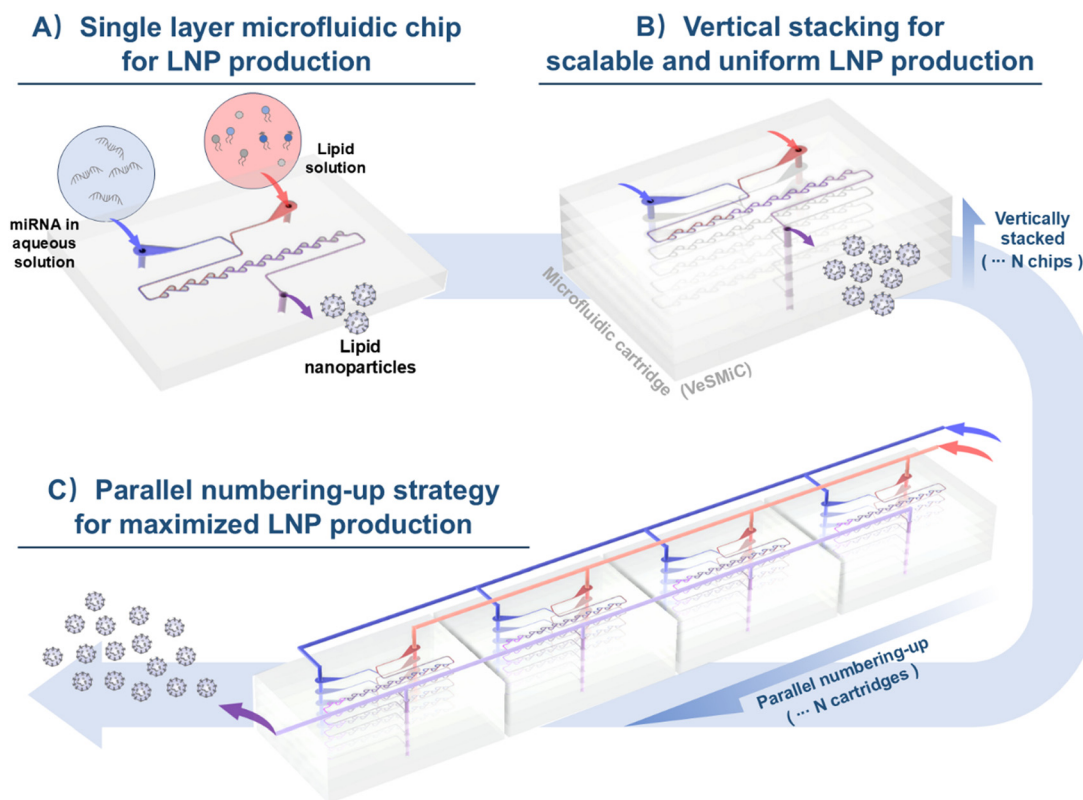 A) Single layer microfluidic chip
for LNP production
B) Vertical stacking for
scalable and uniform LNP production
Lipid
solution
miRNA in
aqueous
solution
Lipid
nanoparticles
Vertically
stacked
( ··· N chips )
Microfluidic cartridge (VeSMiC)
C) Parallel numbering-up strategy
for maximized LNP production
Parallel numbering-up
( ··· N cartridges )